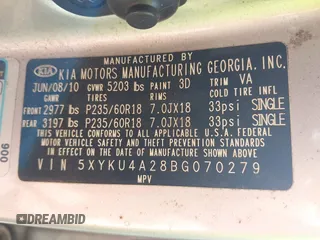 MANUFACTURED BY
KIA KIA MOTORS MANUFACTURING GEORGIA, INC.
JUN/08/10 GVWR 5203 lbs PAINT 3D TRIM VA
GAWR TIRES RIMS COLD TIRE INFL
FRONT 2977 lbs P235/60R18 7.0JX18 33psi SINGLE
REAR 3197 lbs P235/60R18 7.0JX18 33psi SINGLE
THIS VEHICLE CONFORMS TO ALL APPLICABLE U.S.A. FEDERAL
MOTOR VEHICLE SAFETY AND THEFT PREVENTION STANDARDS
IN EFFECT ON THE DATE OF MANUFACTURE SHOWN ABOVE.
VIN 5XYKU4A28BG070279
MPV
900
©DREAMBID
DREAMBID